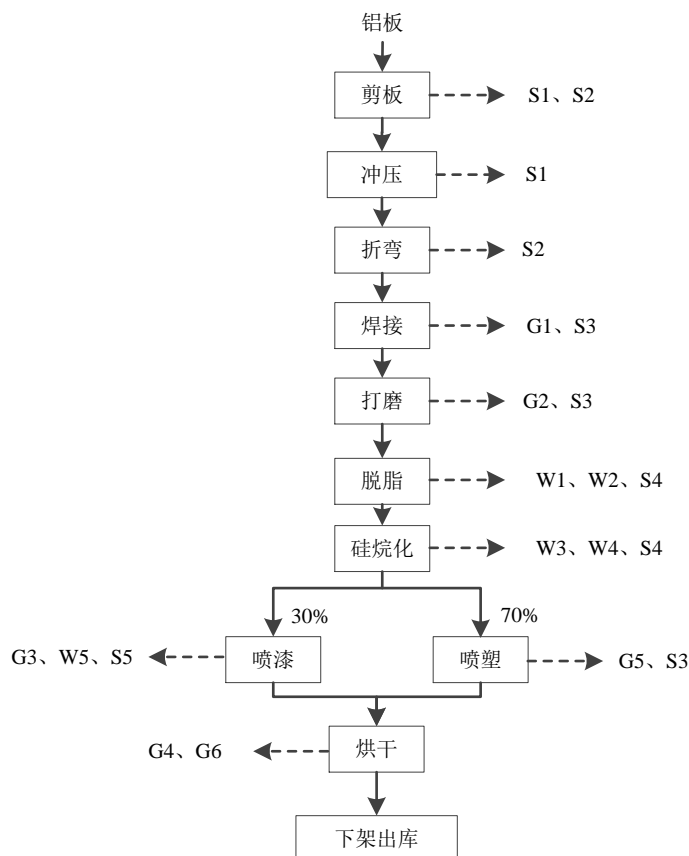 铝板
剪板
S1、S2
冲压
S1
折弯
S2
焊接
G1、S3
打磨
G2、S3
脱脂
W1、W2、S4
硅烷化
W3、W4、S4
30%
70%
G3、W5、S5
喷漆
喷塑
G5、S3
G4、G6
烘干
下架出库